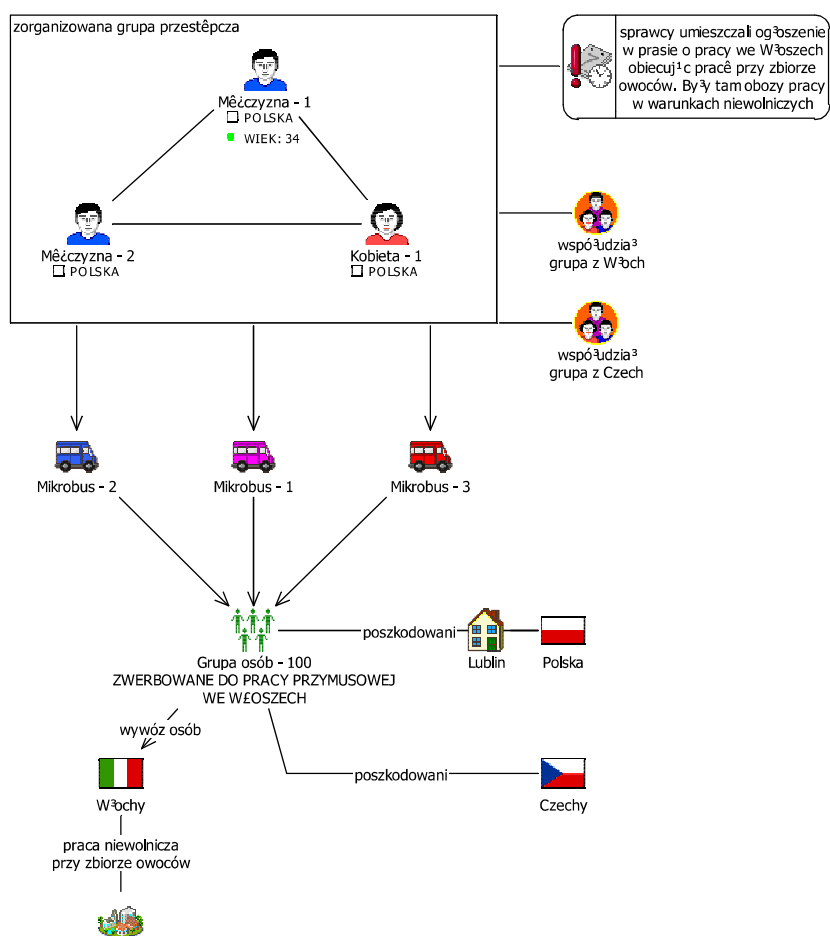 zorganizowana grupa przestêpcza
sprawcy umieszczali og³oszenie
w prasie o pracy we W³oszech
obiecuj¹c pracê przy zbiorze
owoców. By³y tam obozy pracy
w warunkach niewolniczych
Mê¿czyzna - 1
POLSKA
WIEK: 34
Mê¿czyzna - 2
POLSKA
Kobieta - 1
POLSKA
wspó³udzia³
grupa z W³och
wspó³udzia³
grupa z Czech
Mikrobus - 2
Mikrobus - 1
Mikrobus - 3
poszkodowani
Lublin
Polska
Grupa osób - 100
ZWERBOWANE DO PRACY PRZYMUSOWEJ
WE W£OSZECH
wywóz osób
poszkodowani
W³ochy
Czechy
praca niewolnicza
przy zbiorze owoców